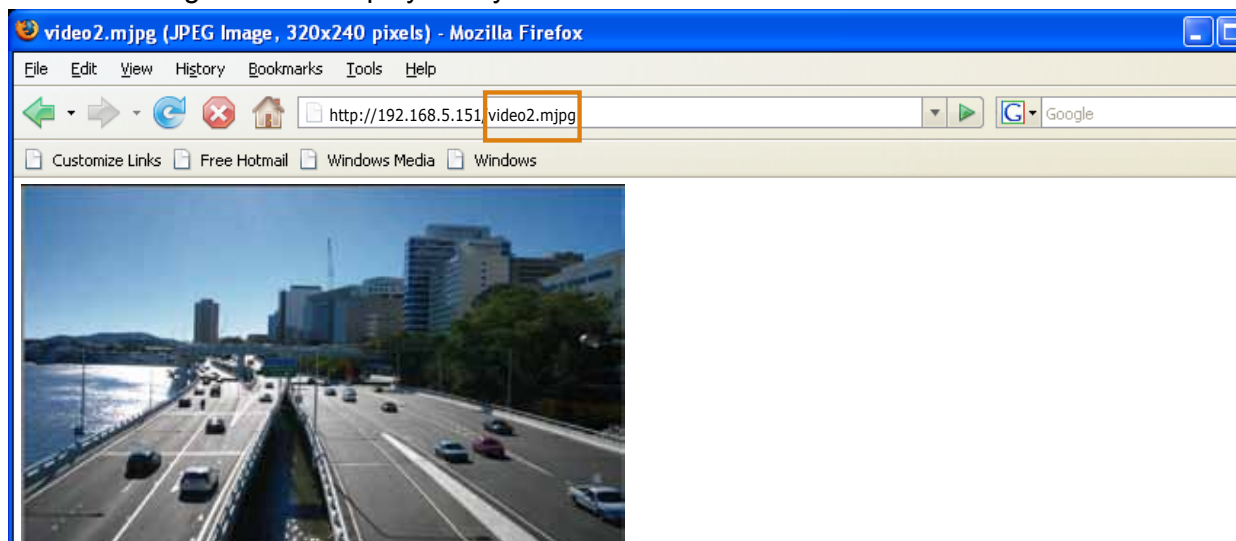 video2.mjpg (JPEG Image, 320x240 pixels) - Mozilla Firefox
File Edit View History Bookmarks Tools Help
http://192.168.5.151/video2.mjpg
G Google
Customize Links Free Hotmail Windows Media Windows